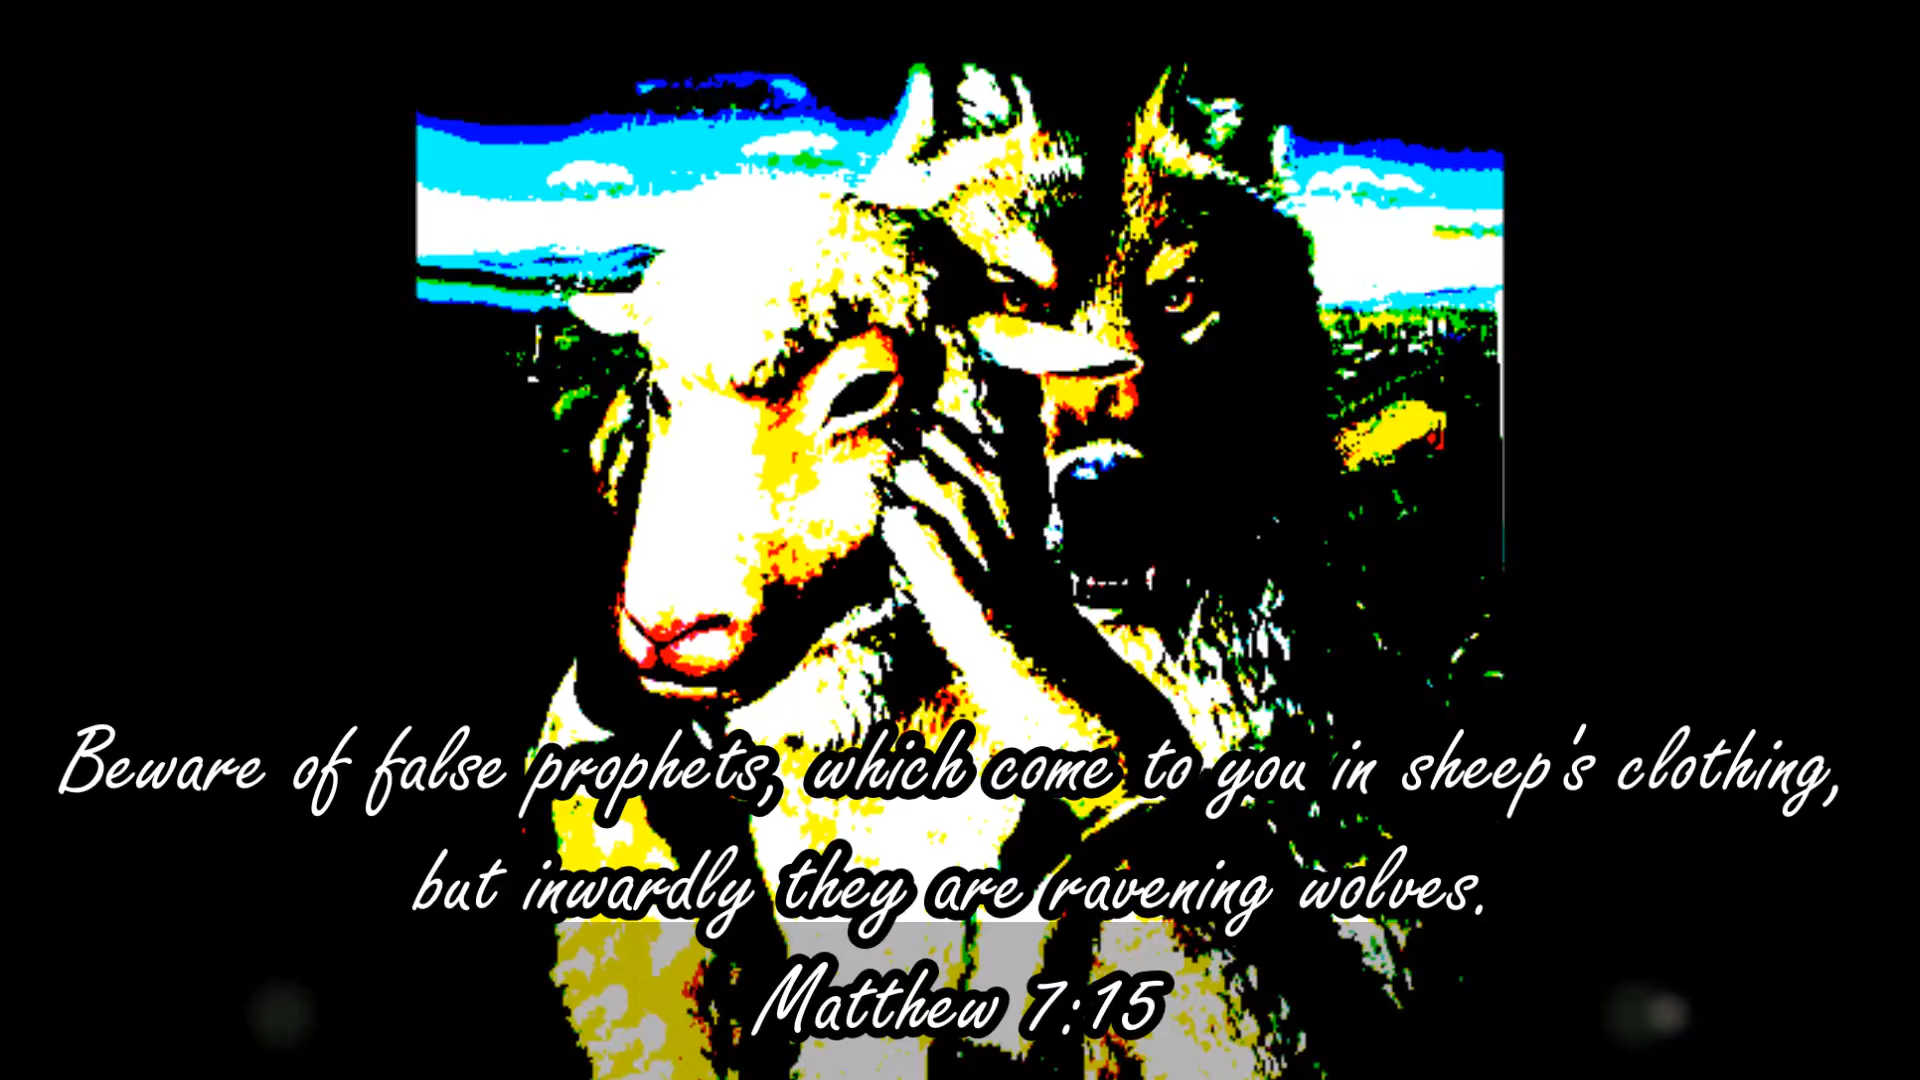 Beware of false prophets, which come to you in sheep's clothing,
but inwardly they are ravening wolves.
Matthew 7:15